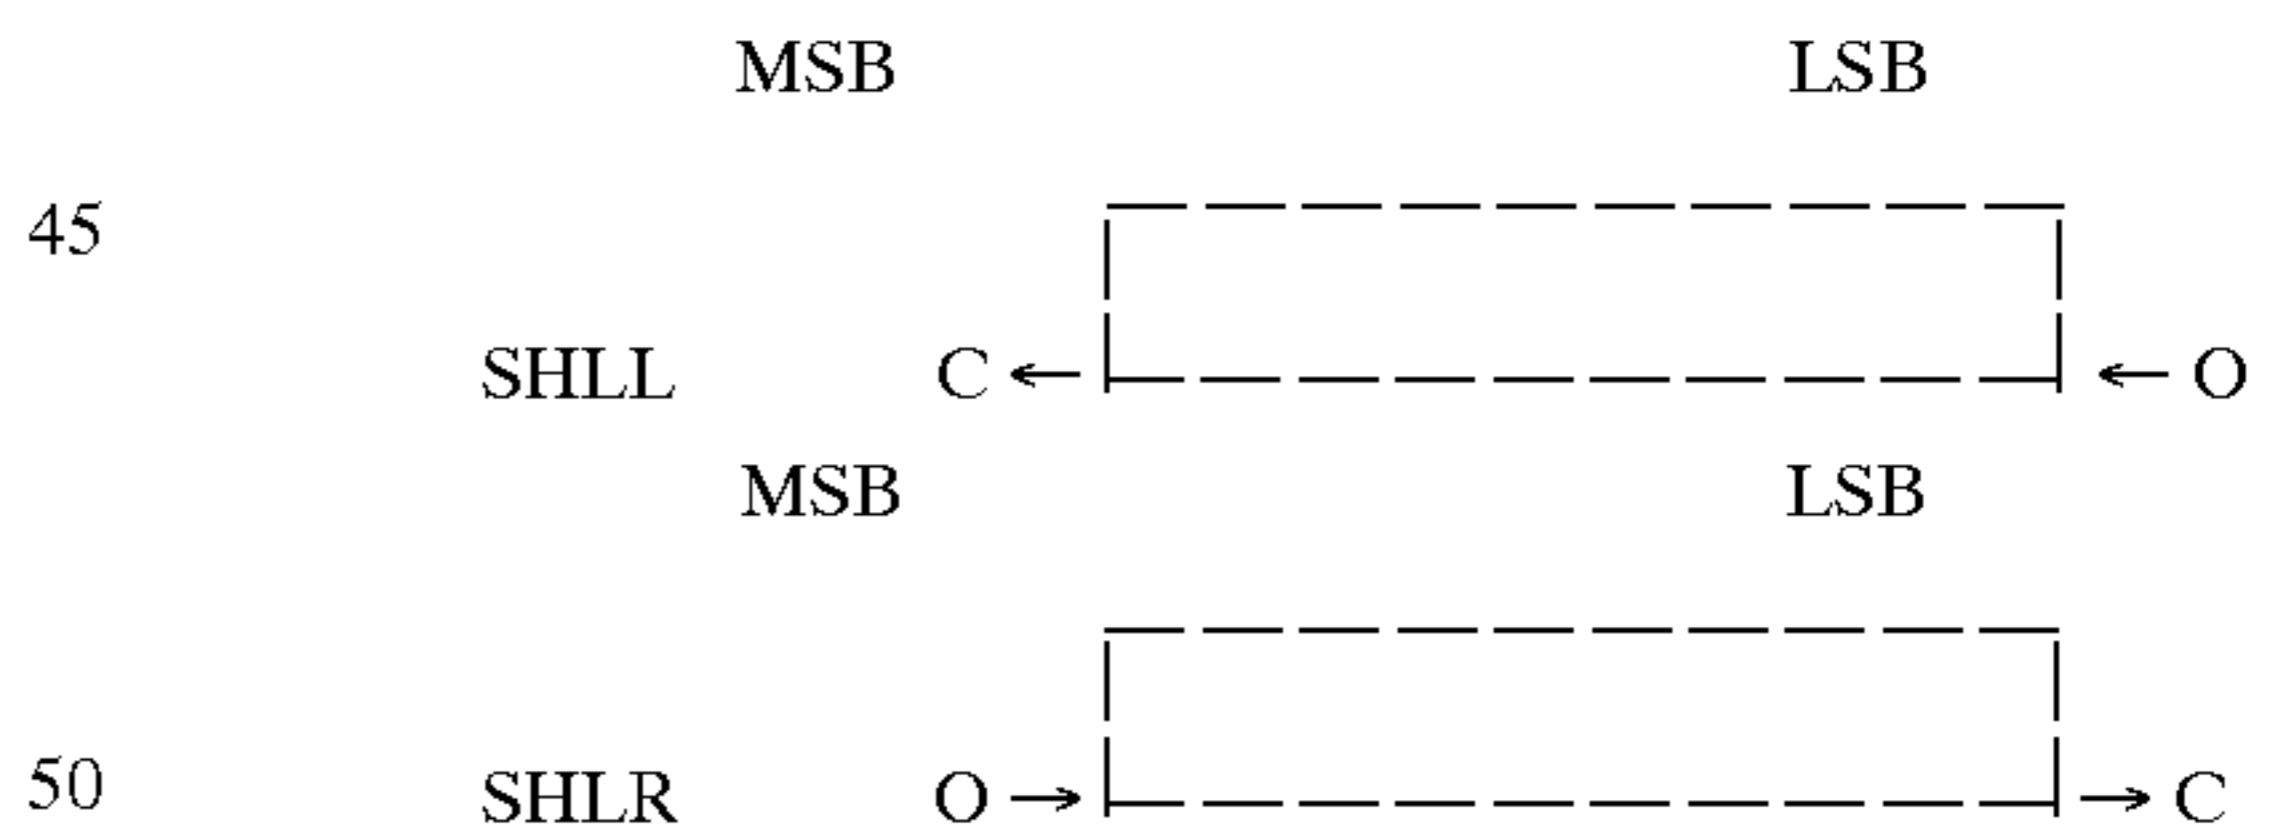 MSB LSB
45
SHLL C ← ← O
MSB LSB
50 SHLR O → → C